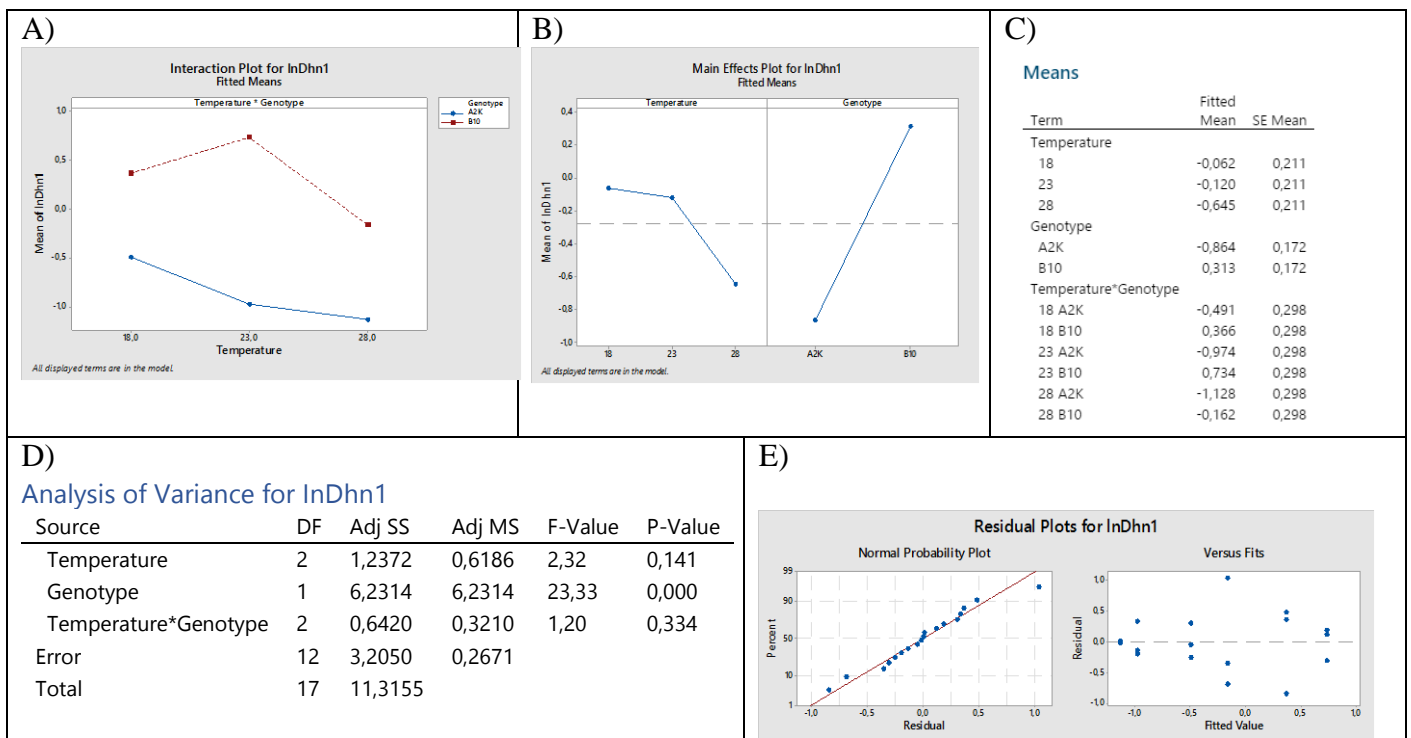 A)
Interaction Plot for lnDhn1
Fitted Means
Temperature * Genotype
Genotype
A2K
B10
1,0
0,5
0,0
-0,5
-1,0
Mean of lnDhn1
18,0 23,0 28,0
Temperature
All displayed terms are in the model.
B)
Main Effects Plot for lnDhn1
Fitted Means
Temperature Genotype
0,4
0,2
0,0
-0,2
-0,4
-0,6
-0,8
-1,0
Mean of lnDhn1
18 23 28 A2K B10
All displayed terms are in the model.
C)
Means
Fitted
Term Mean SE Mean
Temperature
18 -0,062 0,211
23 -0,120 0,211
28 -0,645 0,211
Genotype
A2K -0,864 0,172
B10 0,313 0,172
Temperature*Genotype
18 A2K -0,491 0,298
18 B10 0,366 0,298
23 A2K -0,974 0,298
23 B10 0,734 0,298
28 A2K -1,128 0,298
28 B10 -0,162 0,298
D)
Analysis of Variance for lnDhn1
Source DF Adj SS Adj MS F-Value P-Value
Temperature 2 1,2372 0,6186 2,32 0,141
Genotype 1 6,2314 6,2314 23,33 0,000
Temperature*Genotype 2 0,6420 0,3210 1,20 0,334
Error 12 3,2050 0,2671
Total 17 11,3155
E)
Residual Plots for lnDhn1
Normal Probability Plot
99
90
50
10
1
Percent
-1,0 -0,5 0,0 0,5 1,0
Residual
Versus Fits
1,0
0,5
0,0
-0,5
-1,0
Residual
-1,0 -0,5 0,0 0,5 1,0
Fitted Value